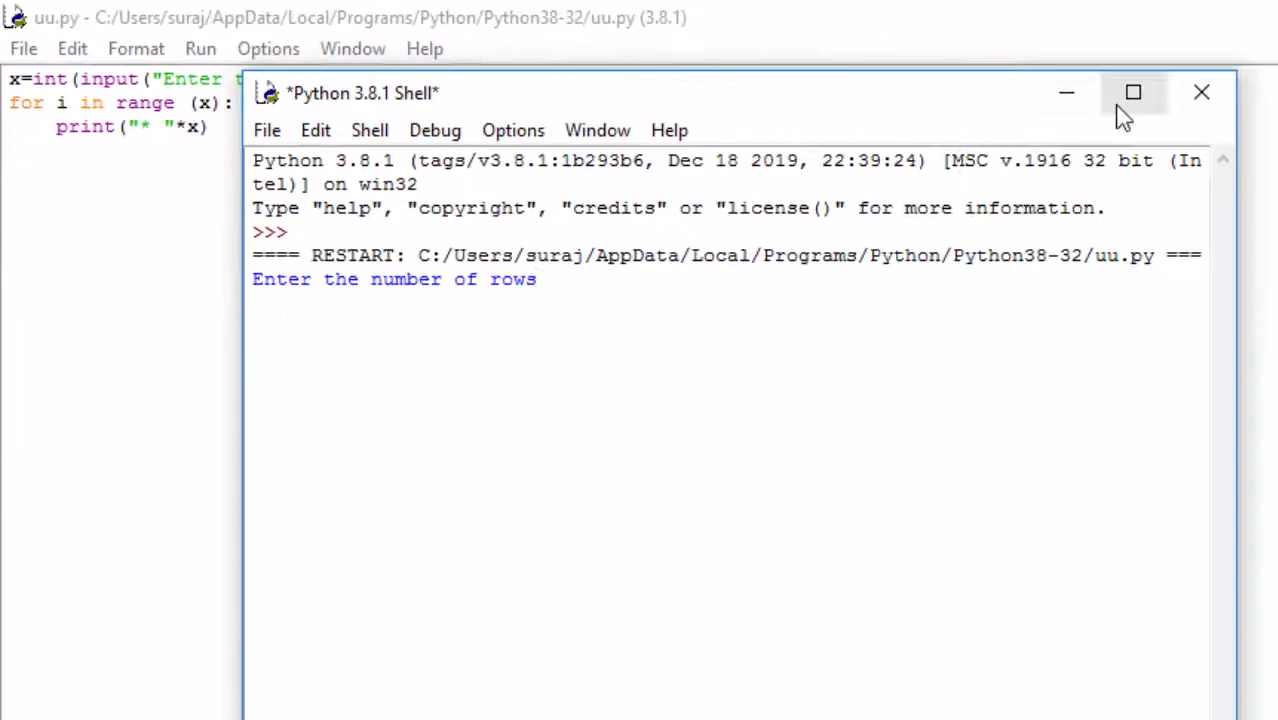 uu.py - C:/Users/suraj/AppData/Local/Programs/Python/Python38-32/uu.py (3.8.1)
File Edit Format Run Options Window Help
x=int(input("Enter
for i in range (x):
print("* "*x)
*Python 3.8.1 Shell*
File Edit Shell Debug Options Window Help
Python 3.8.1 (tags/v3.8.1:1b293b6, Dec 18 2019, 22:39:24) [MSC v.1916 32 bit (In
tel)] on win32
Type "help", "copyright", "credits" or "license()" for more information.
>>>
==== RESTART: C:/Users/suraj/AppData/Local/Programs/Python/Python38-32/uu.py ===
Enter the number of rows